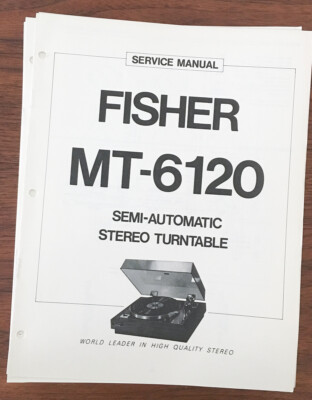 SERVICE MANUAL
FISHER
MT-6120
SEMI-AUTOMATIC
STEREO TURNTABLE
WORLD LEADER IN HIGH QUALITY STEREO